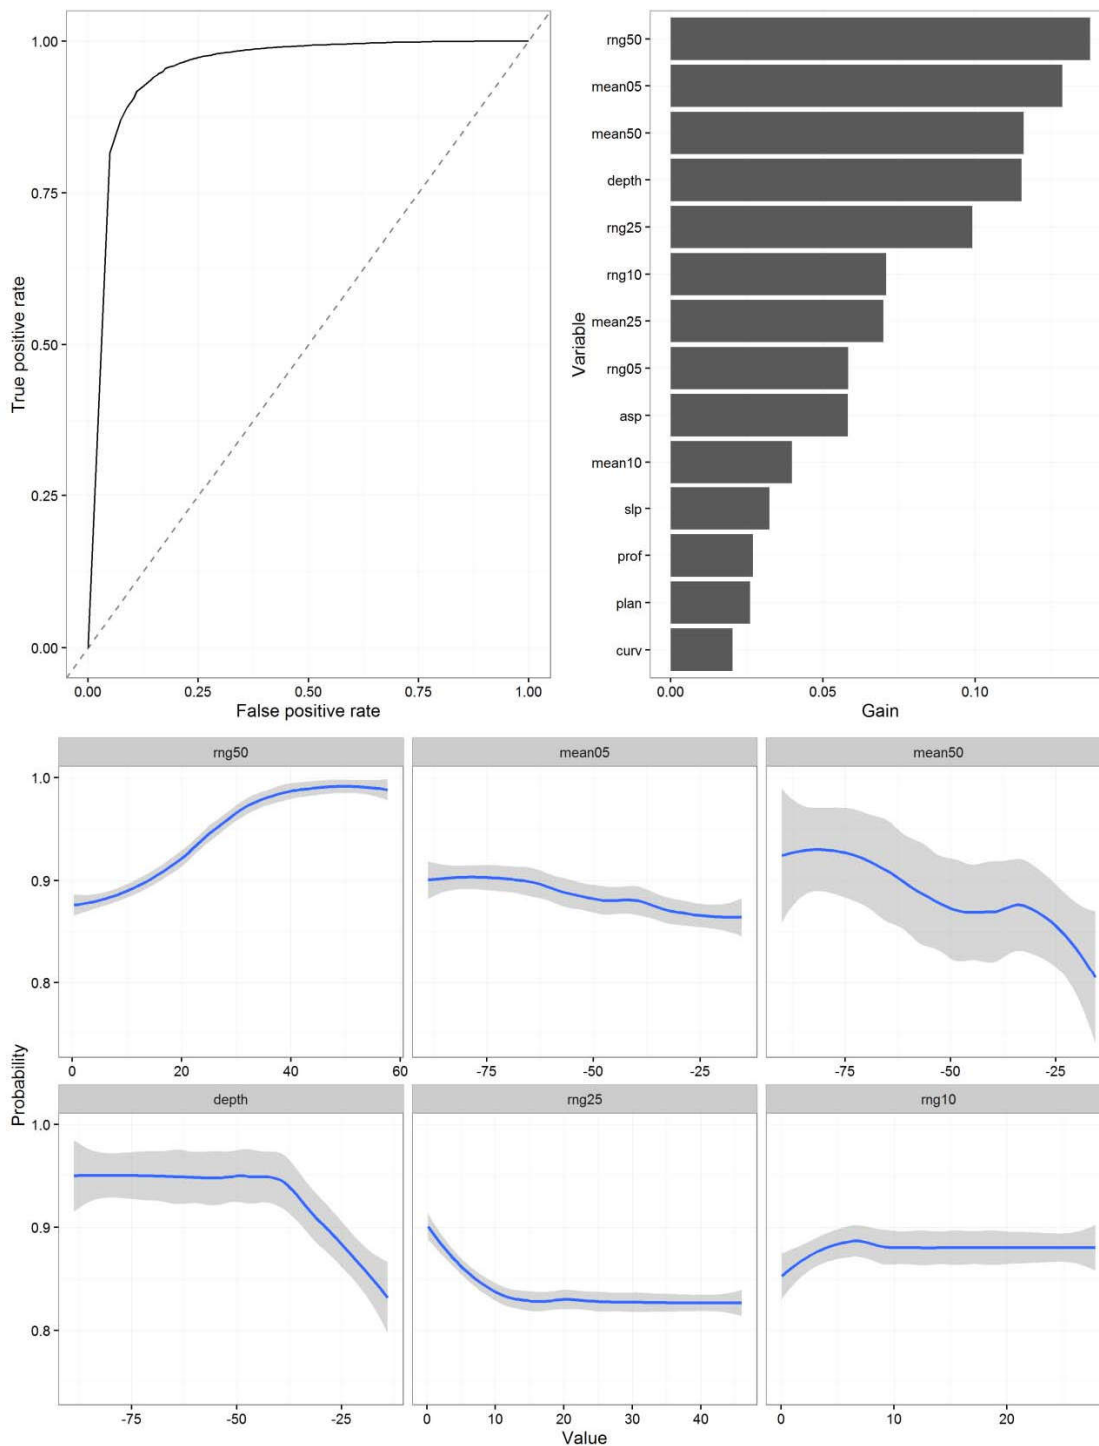 1.00
0.75
0.50
0.25
0.00
True positive rate
0.00 0.25 0.50 0.75 1.00
False positive rate
Variable
rng50
mean05
mean50
depth
rng25
rng10
mean25
rng05
asp
mean10
slp
prof
plan
curv
0.00 0.05 0.10
Gain
Probability
rng50 mean05 mean50
1.0
0.9
0.8
0 20 40 60 -75 -50 -25 -75 -50 -25
depth rng25 rng10
1.0
0.9
0.8
-75 -50 -25 0 10 20 30 40 0 10 20
Value